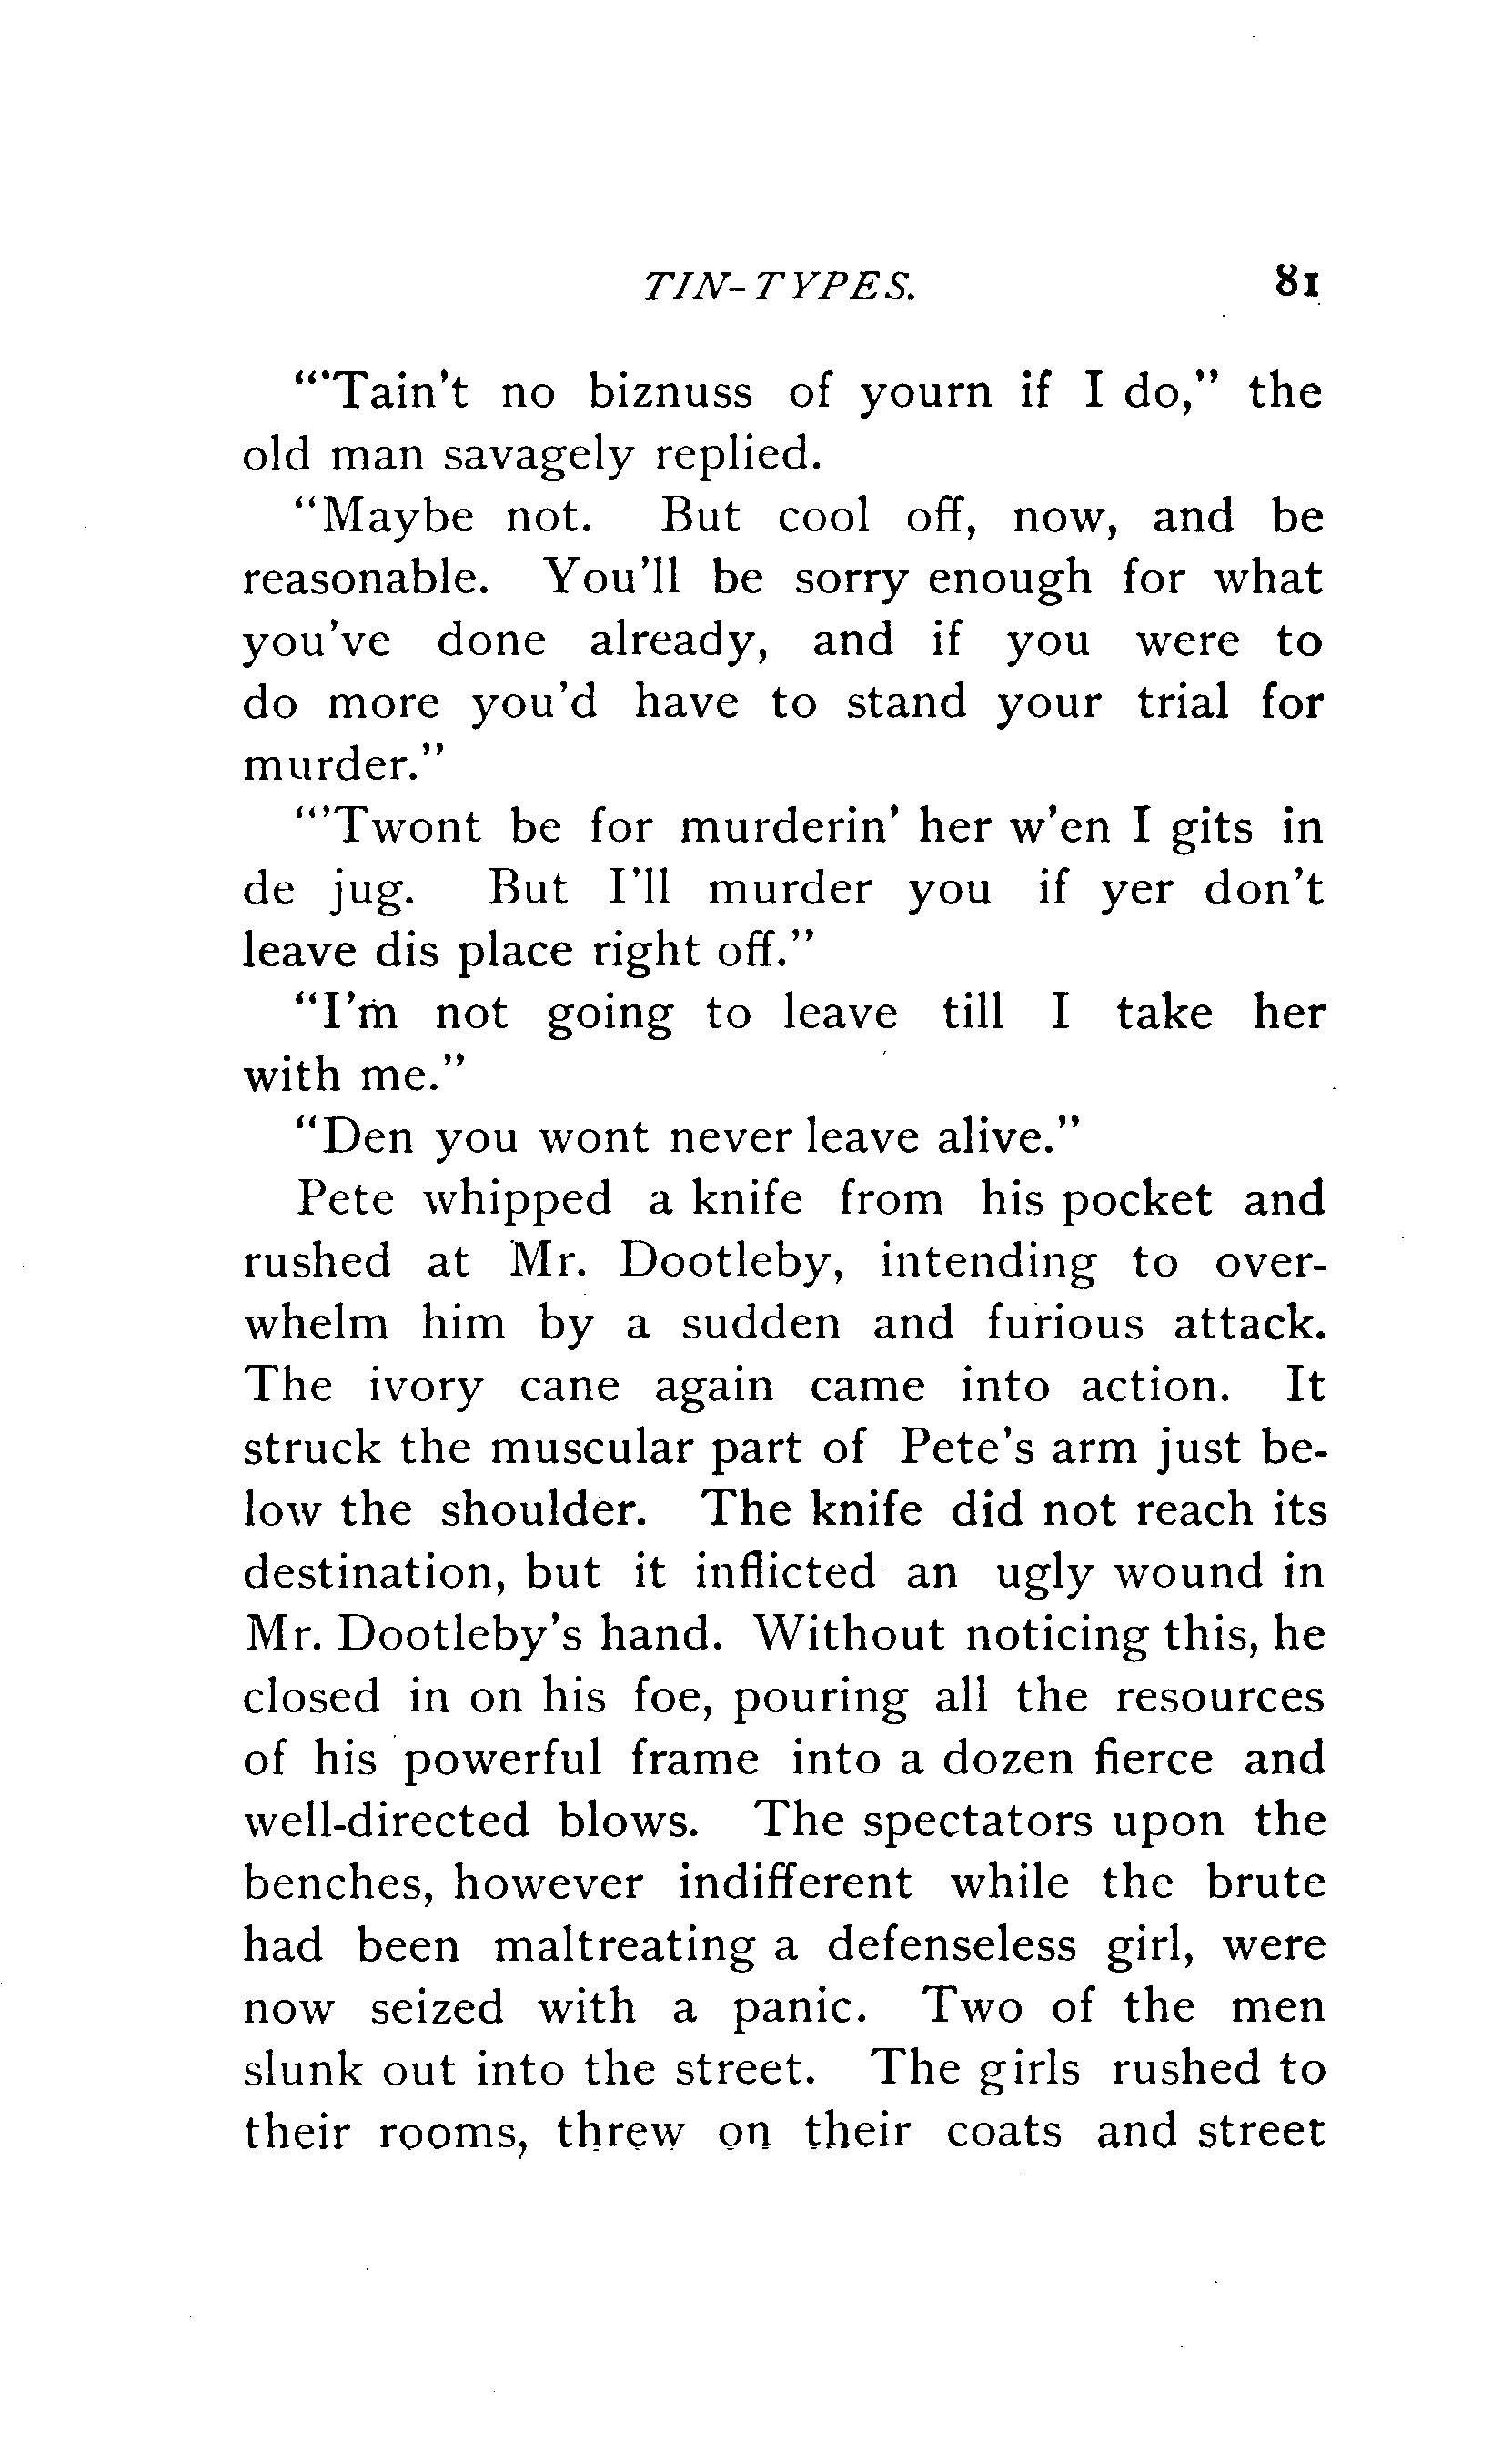 TIN-TYPES. 81
“'Tain't no biznuss of yourn if I do,” the
old man savagely replied.
“Maybe not. But cool off, now, and be
reasonable. You'll be sorry enough for what
you've done already, and if you were to
do more you'd have to stand your trial for
murder.”
“'Twont be for murderin' her w'en I gits in
de jug. But I'll murder you if yer don't
leave dis place right off.”
“I'm not going to leave till I take her
with me.”
“Den you wont never leave alive.”
Pete whipped a knife from his pocket and
rushed at Mr. Dootleby, intending to over-
whelm him by a sudden and furious attack.
The ivory cane again came into action. It
struck the muscular part of Pete's arm just be-
low the shoulder. The knife did not reach its
destination, but it inflicted an ugly wound in
Mr. Dootleby's hand. Without noticing this, he
closed in on his foe, pouring all the resources
of his powerful frame into a dozen fierce and
well-directed blows. The spectators upon the
benches, however indifferent while the brute
had been maltreating a defenseless girl, were
now seized with a panic. Two of the men
slunk out into the street. The girls rushed to
their rooms, threw on their coats and street